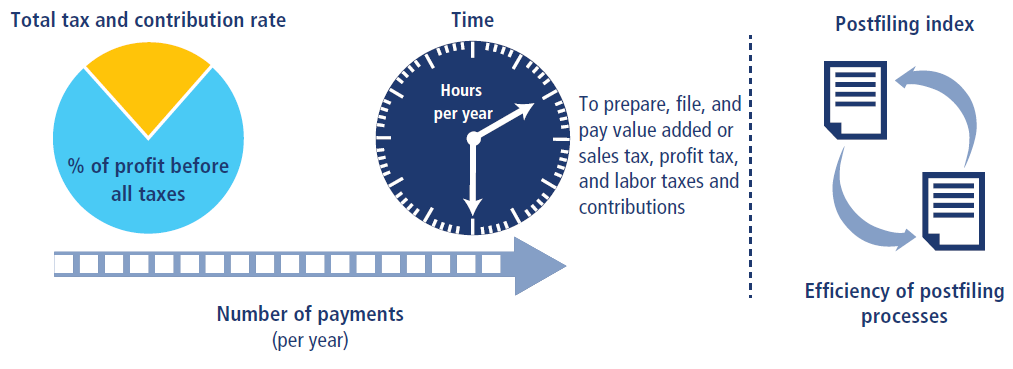 Total tax and contribution rate
% of profit before
all taxes
Time
Hours
per year
To prepare, file, and
pay value added or
sales tax, profit tax,
and labor taxes and
contributions
Number of payments
(per year)
Postfiling index
Efficiency of postfiling
processes